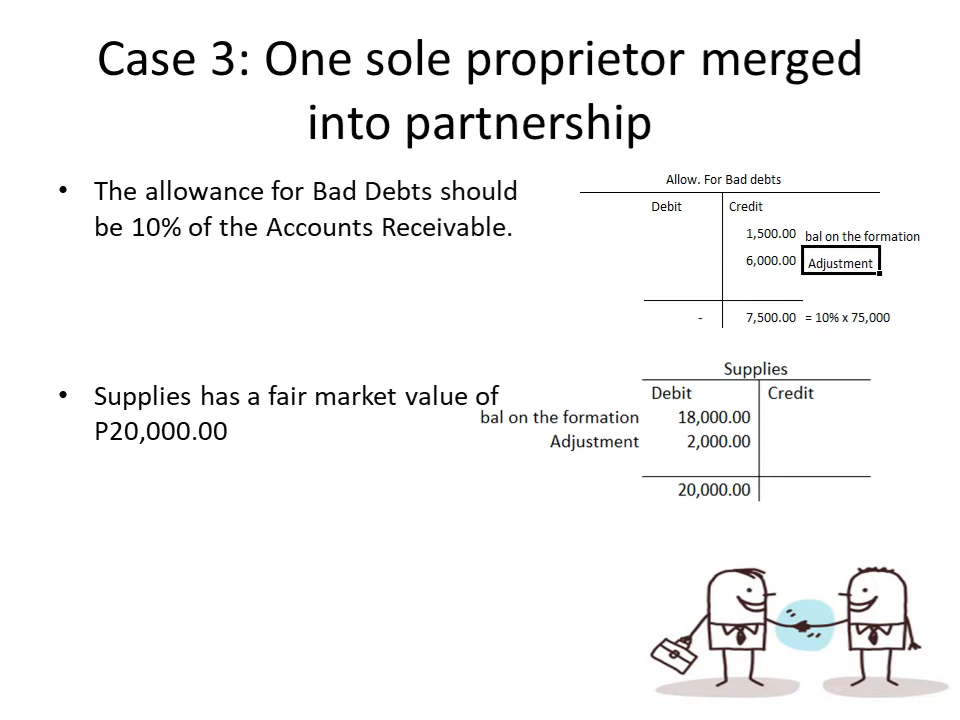 Case 3: One sole proprietor merged
into partnership
• The allowance for Bad Debts should
be 10% of the Accounts Receivable.
Allow. For Bad debts
Debit Credit
1,500.00 bal on the formation
6,000.00 Adjustment
- 7,500.00 = 10% x 75,000
• Supplies has a fair market value of
P20,000.00
Supplies
Debit Credit
bal on the formation 18,000.00
Adjustment 2,000.00
20,000.00